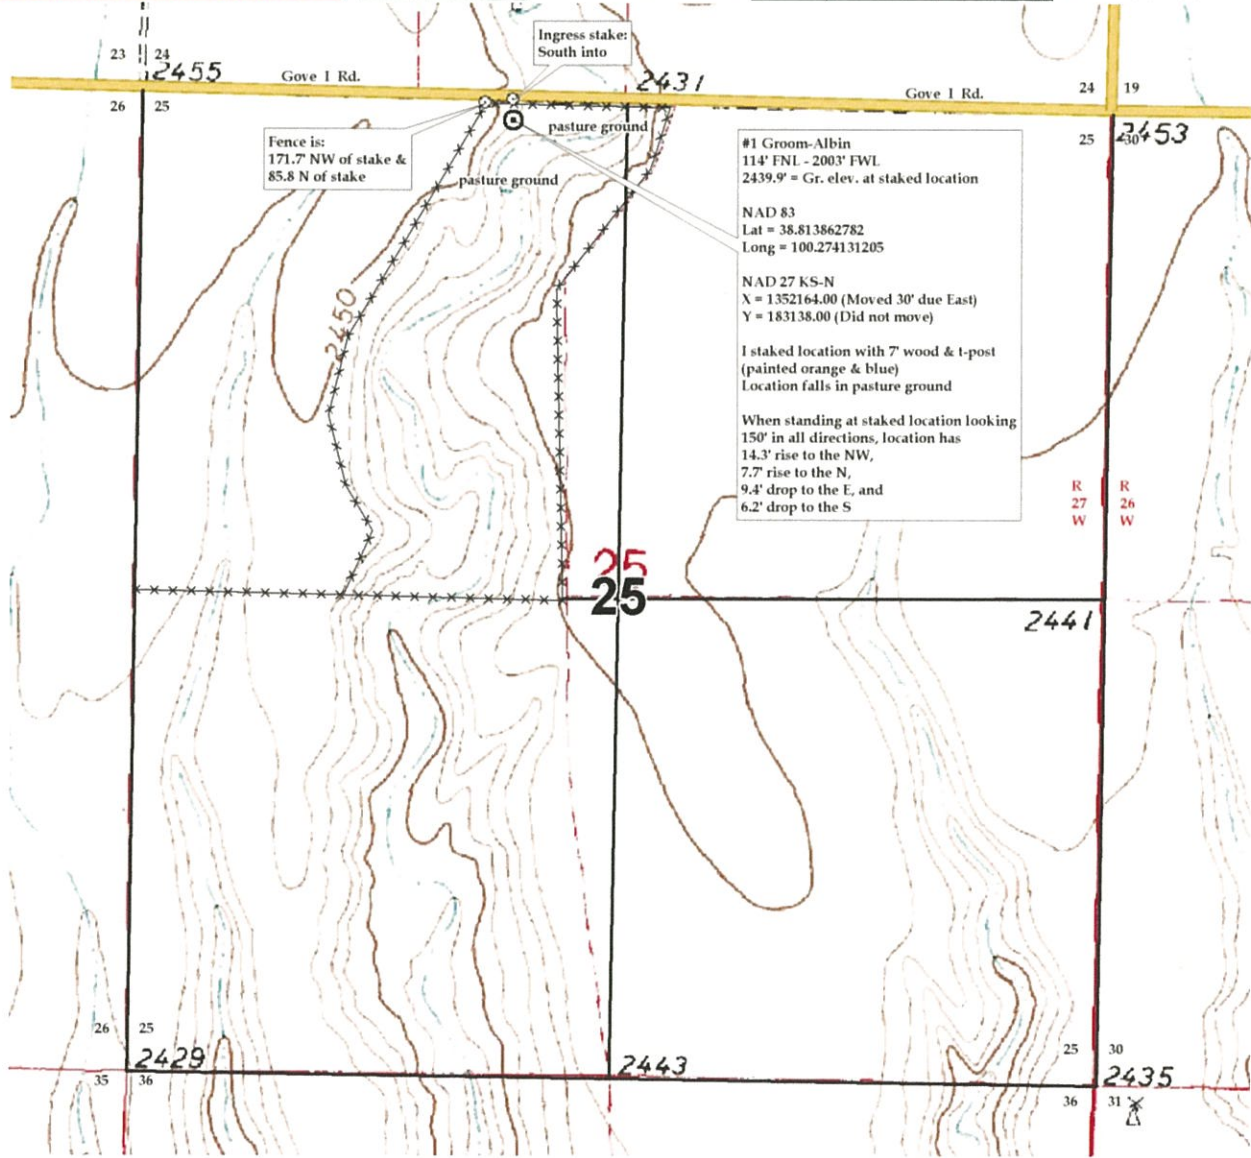 Ingress stake:
South into
23 24
2455
Gove I Rd.
2431
Gove I Rd.
24 19
26 25
25 30
2453
pasture ground
Fence is:
171.7' NW of stake &
85.8 N of stake
pasture ground
#1 Groom-Albin
114' FNL - 2003' FWL
2439.9' = Gr. elev. at staked location
NAD 83
Lat = 38.813862782
Long = 100.274131205
NAD 27 KS-N
X = 1352164.00 (Moved 30' due East)
Y = 183138.00 (Did not move)
I staked location with 7' wood & t-post
(painted orange & blue)
Location falls in pasture ground
When standing at staked location looking
150' in all directions, location has
14.3' rise to the NW,
7.7' rise to the N,
9.4' drop to the E, and
6.2' drop to the S
2450
R R
27 26
W W
25
25
2441
26 25
2429
35 36
2443
25 30
2435
36 31